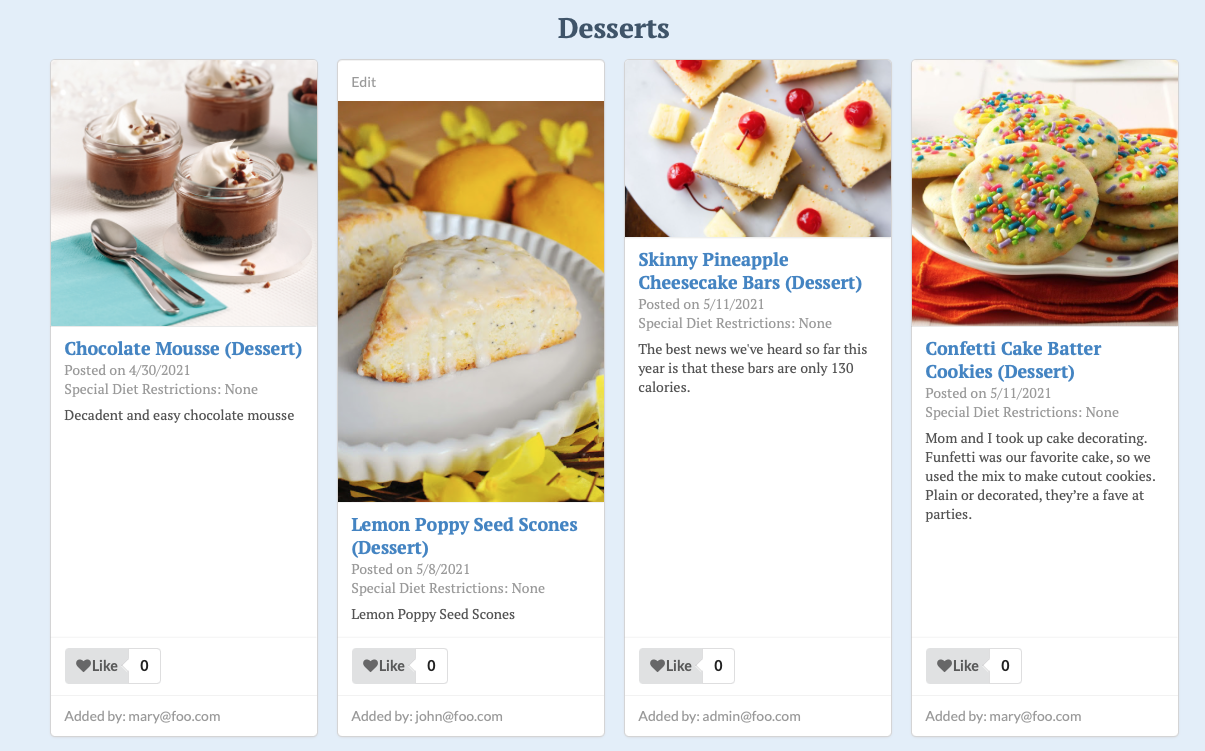 Desserts
Chocolate Mousse (Dessert)
Posted on 4/30/2021
Special Diet Restrictions: None
Decadent and easy chocolate mousse
Like 0
Added by: mary@foo.com
Edit
Lemon Poppy Seed Scones
(Dessert)
Posted on 5/8/2021
Special Diet Restrictions: None
Lemon Poppy Seed Scones
Like 0
Added by: john@foo.com
Skinny Pineapple
Cheesecake Bars (Dessert)
Posted on 5/11/2021
Special Diet Restrictions: None
The best news we've heard so far this
year is that these bars are only 130
calories.
Like 0
Added by: admin@foo.com
Confetti Cake Batter
Cookies (Dessert)
Posted on 5/11/2021
Special Diet Restrictions: None
Mom and I took up cake decorating.
Funfetti was our favorite cake, so we
used the mix to make cutout cookies.
Plain or decorated, they’re a fave at
parties.
Like 0
Added by: mary@foo.com